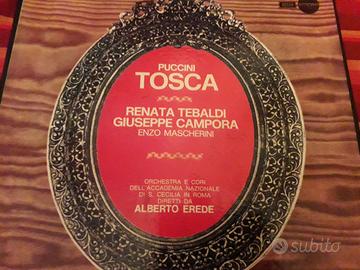 PUCCINI
TOSCA
RENATA TEBALDI
GIUSEPPE CAMPORA
ENZO MASCHERINI
ORCHESTRA E CORI
DELL'ACCADEMIA NAZIONALE
DI S. CECILIA IN ROMA
DIRETTI DA
ALBERTO EREDE
subito